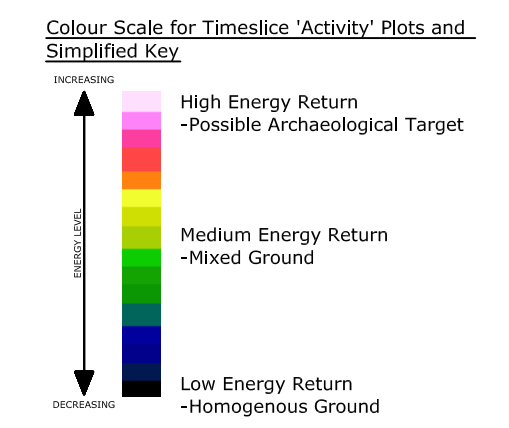 Colour Scale for Timeslice 'Activity' Plots and
Simplified Key
INCREASING
High Energy Return
-Possible Archaeological Target
ENERGY LEVEL
Medium Energy Return
-Mixed Ground
Low Energy Return
-Homogenous Ground
DECREASING